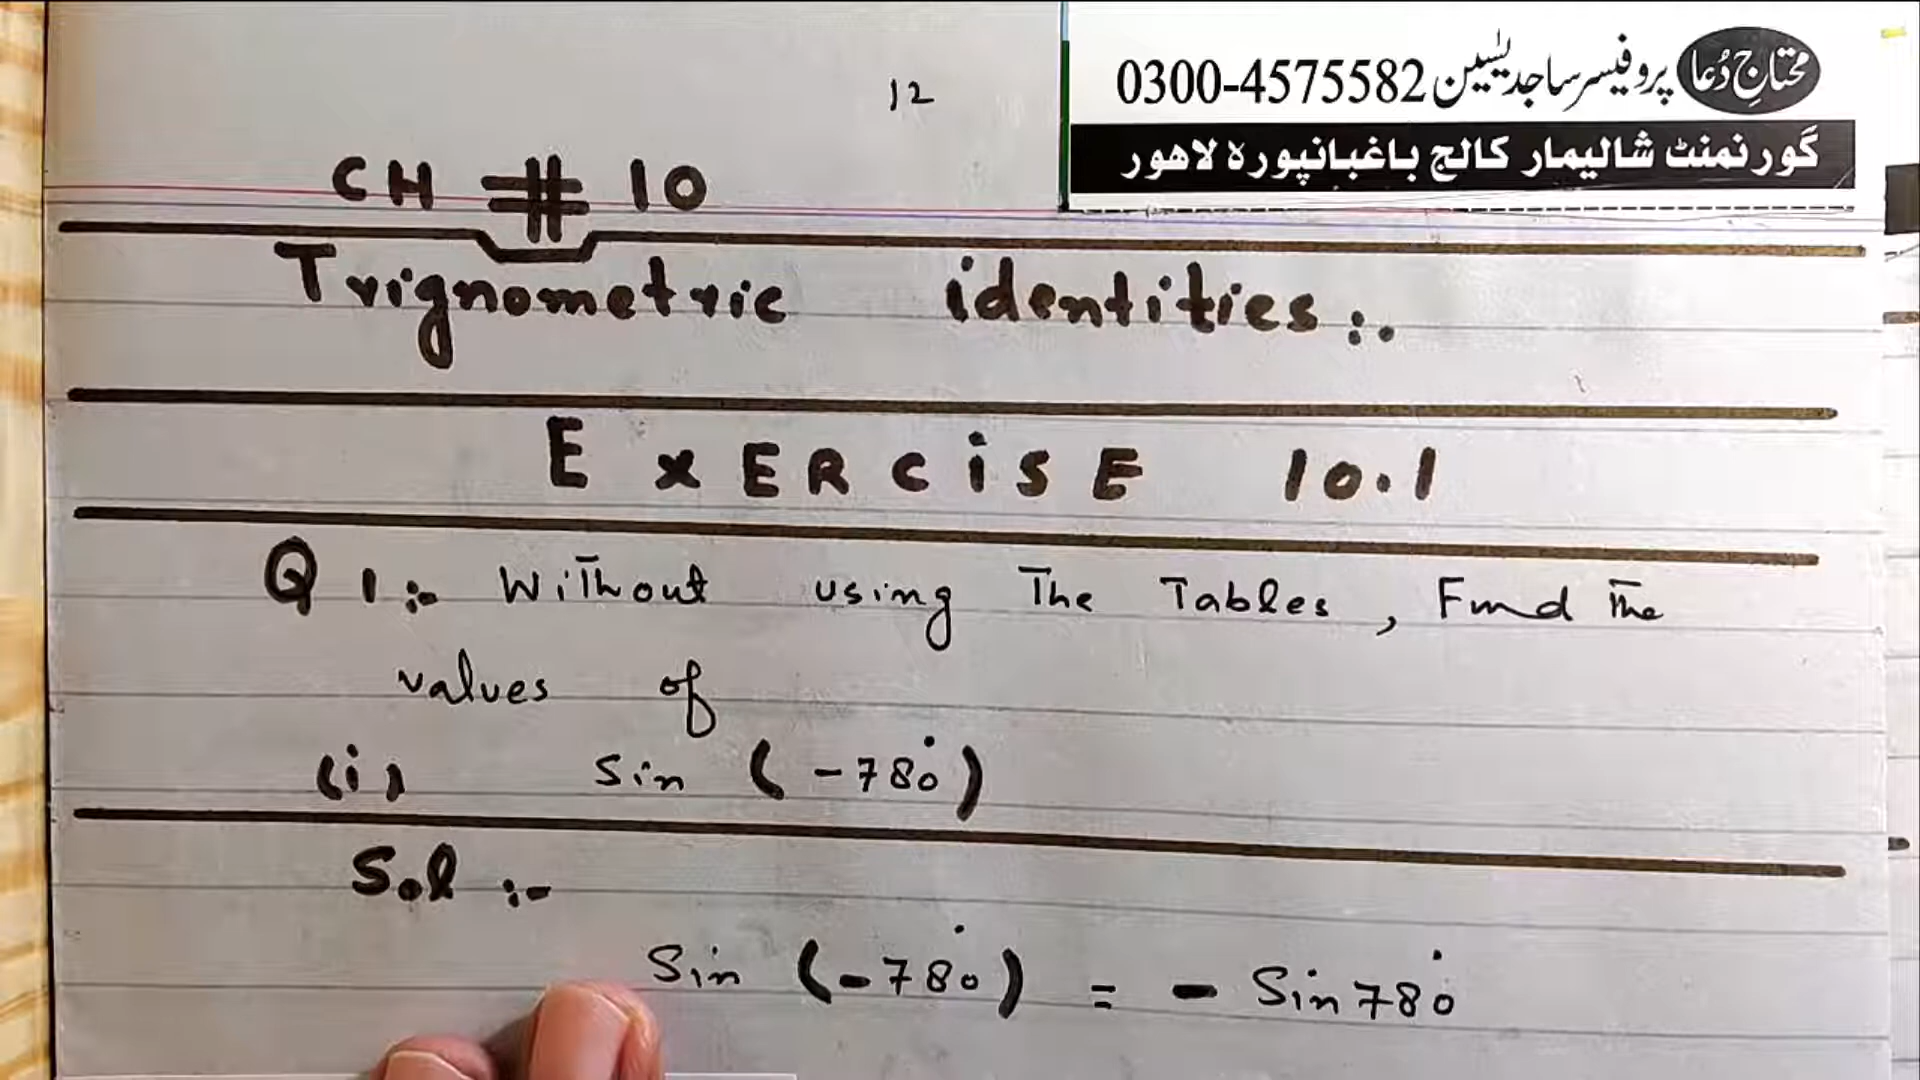 محتاجِ دُعا پروفیسر ساجد یٰسین 0300-4575582
گورنمنٹ شالیمار کالج باغبانپورہ لاهور
12
CH # 10
Trignometric identities:.
EXERCiSE 10.1
Q 1:- Without using The Tables, Find The
values of
(i) Sin (-780°)
Sol:-
Sin (-780°) = - Sin 780°